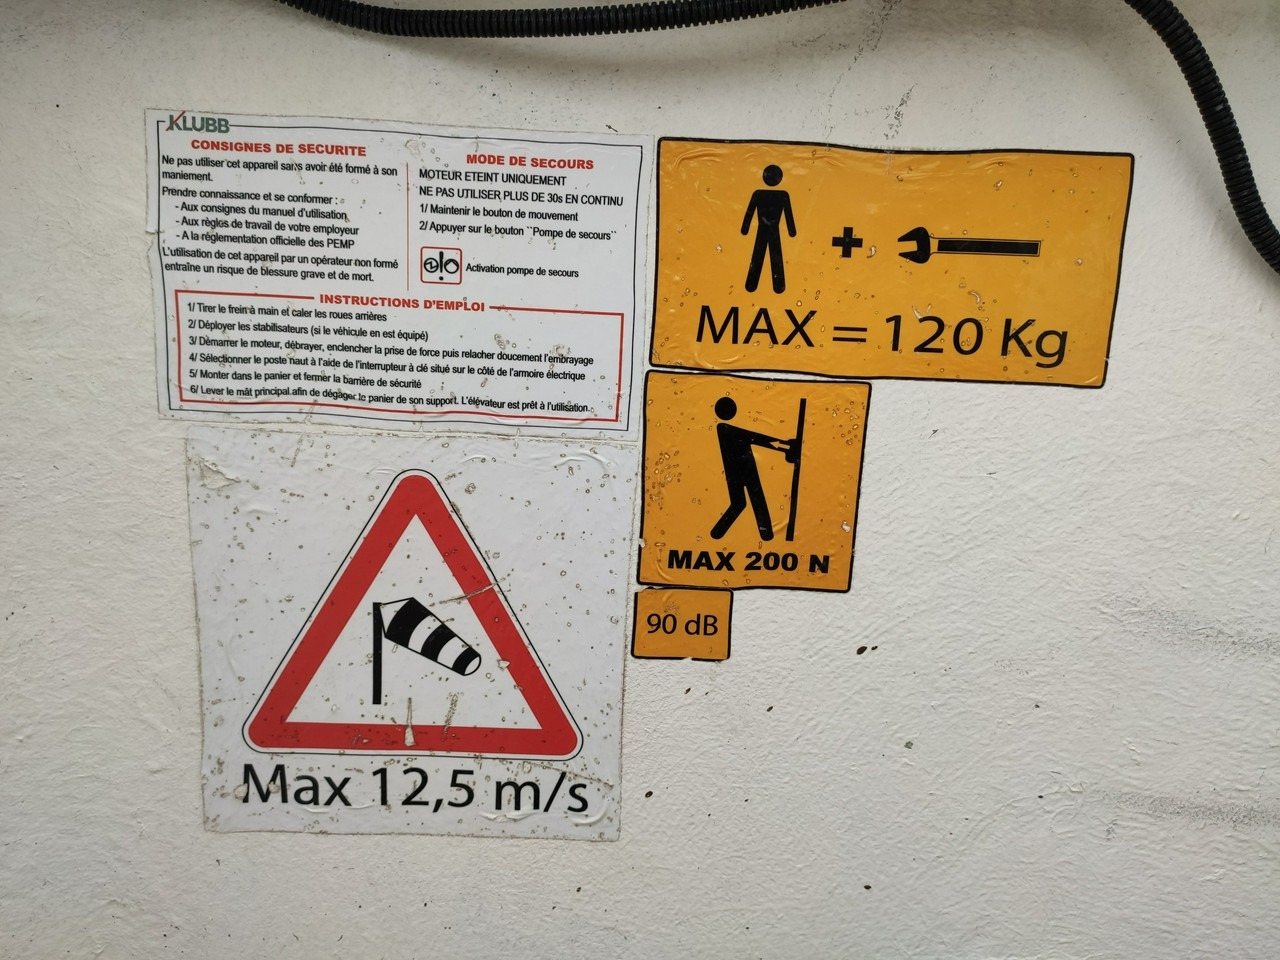 KLUBB
CONSIGNES DE SECURITE
Ne pas utiliser cet appareil sans avoir été formé à son
maniement.
Prendre connaissance et se conformer :
- Aux consignes du manuel d'utilisation
- Aux règles de travail de votre employeur
- A la réglementation officielle des PEMP
L'utilisation de cet appareil par un opérateur non formé
entraîne un risque de blessure grave et de mort.
MODE DE SECOURS
MOTEUR ETEINT UNIQUEMENT
NE PAS UTILISER PLUS DE 30s EN CONTINU
1/ Maintenir le bouton de mouvement
2/ Appuyer sur le bouton ``Pompe de secours``
Activation pompe de secours
INSTRUCTIONS D'EMPLOI
1/ Tirer le frein à main et caler les roues arrières
2/ Déployer les stabilisateurs (si le véhicule en est équipé)
3/ Démarrer le moteur, débrayer, enclencher la prise de force puis relacher doucement l'embrayage
4/ Sélectionner le poste haut à l'aide de l'interrupteur à clé situé sur le côté de l'armoire électrique
5/ Monter dans le panier et fermer la barrière de sécurité
6/ Lever le mât principal afin de dégager le panier de son support. L'élévateur est prêt à l'utilisation.
MAX = 120 Kg
MAX 200 N
90 dB
Max 12,5 m/s